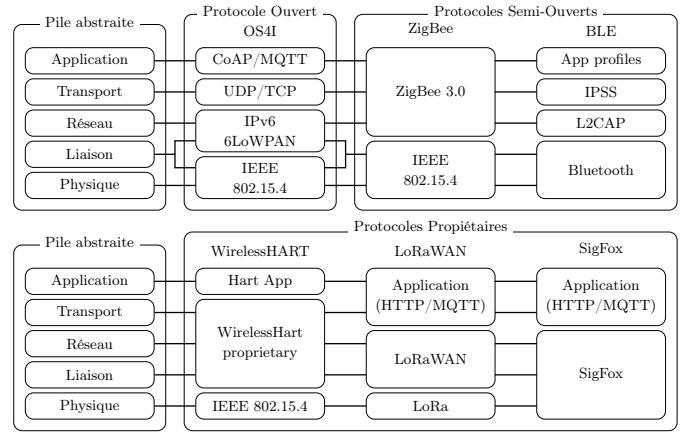 Pile abstraite
Protocole Ouvert
Protocoles Semi-Ouverts
OS4I
ZigBee
BLE
Application
CoAP/MQTT
ZigBee 3.0
App profiles
Transport
UDP/TCP
IPSS
Réseau
IPv6
6LoWPAN
L2CAP
Liaison
IEEE
802.15.4
IEEE
802.15.4
Bluetooth
Physique
Protocoles Propiétaires
Pile abstraite
WirelessHART
LoRaWAN
SigFox
Application
Hart App
Application
(HTTP/MQTT)
Application
(HTTP/MQTT)
Transport
WirelessHart
proprietary
Réseau
LoRaWAN
SigFox
Liaison
Physique
IEEE 802.15.4
LoRa